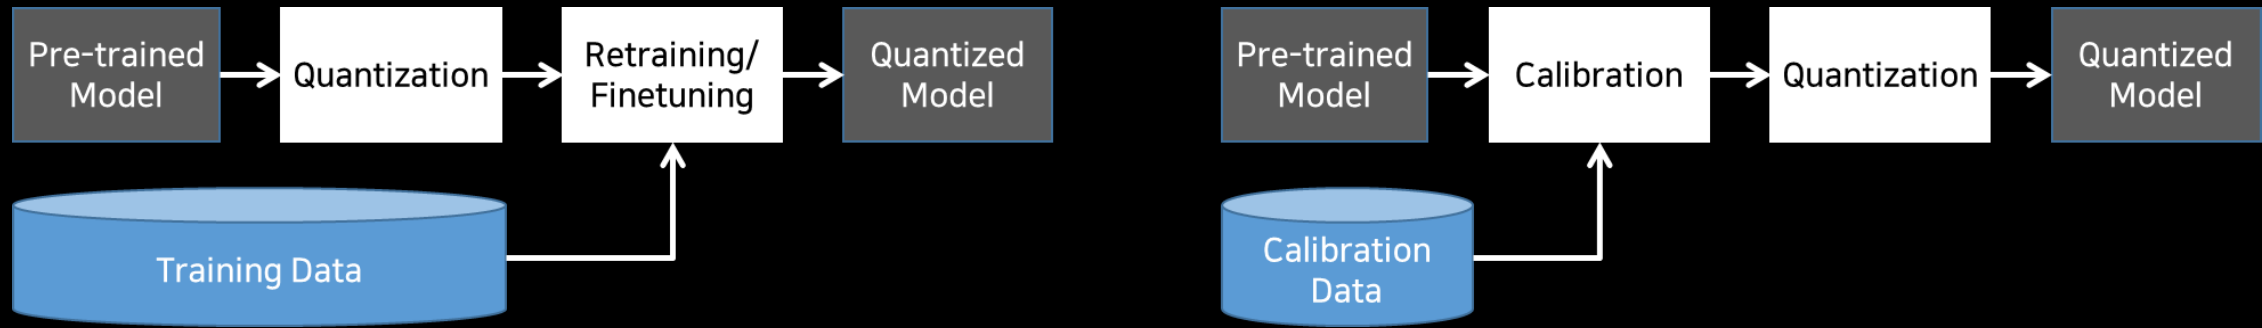 Pre-trained
Model
Quantization
Retraining/
Finetuning
Quantized
Model
Training Data
Pre-trained
Model
Calibration
Quantization
Quantized
Model
Calibration
Data